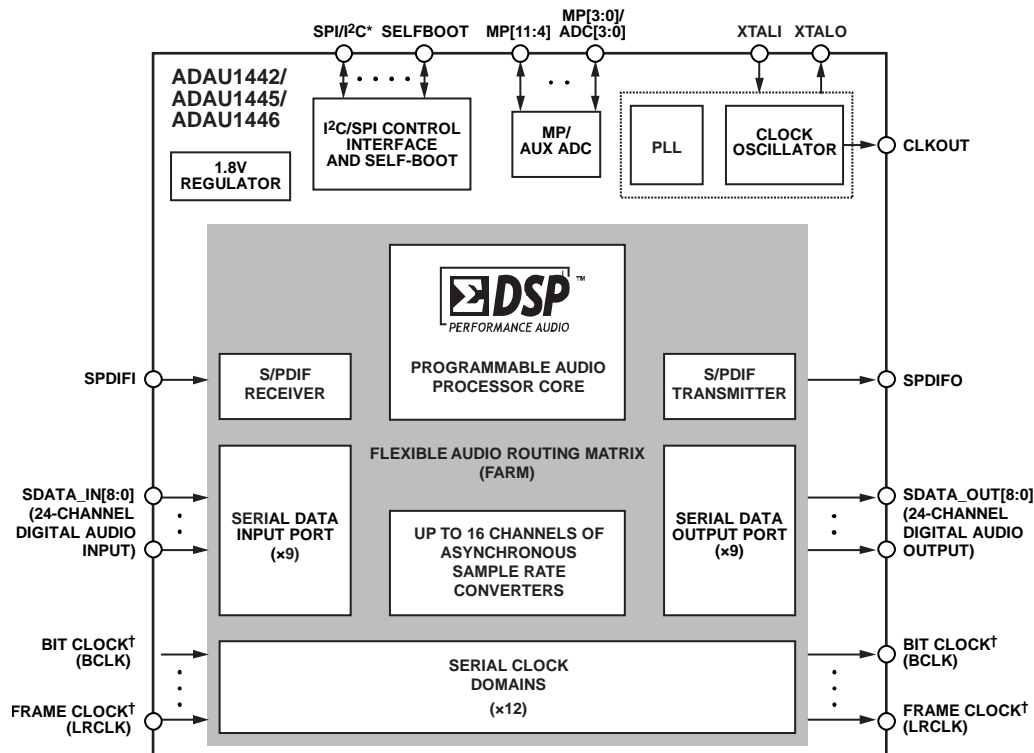 SPI/I²C* SELFBOOT MP[11:4] MP[3:0]/
ADC[3:0] XTALI XTALO
ADAU1442/
ADAU1445/
ADAU1446
I²C/SPI CONTROL
INTERFACE
AND SELF-BOOT
MP/
AUX ADC
PLL
CLOCK
OSCILLATOR
CLKOUT
1.8V
REGULATOR
ΣDSP™
PERFORMANCE AUDIO
PROGRAMMABLE AUDIO
PROCESSOR CORE
SPDIFI
S/PDIF
RECEIVER
S/PDIF
TRANSMITTER
SPDIFO
FLEXIBLE AUDIO ROUTING MATRIX
(FARM)
SDATA_IN[8:0]
(24-CHANNEL
DIGITAL AUDIO
INPUT)
SERIAL DATA
INPUT PORT
(×9)
UP TO 16 CHANNELS OF
ASYNCHRONOUS
SAMPLE RATE
CONVERTERS
SERIAL DATA
OUTPUT PORT
(×9)
SDATA_OUT[8:0]
(24-CHANNEL
DIGITAL AUDIO
OUTPUT)
BIT CLOCK†
(BCLK)
SERIAL CLOCK
DOMAINS
(×12)
BIT CLOCK†
(BCLK)
FRAME CLOCK†
(LRCLK)
FRAME CLOCK†
(LRCLK)